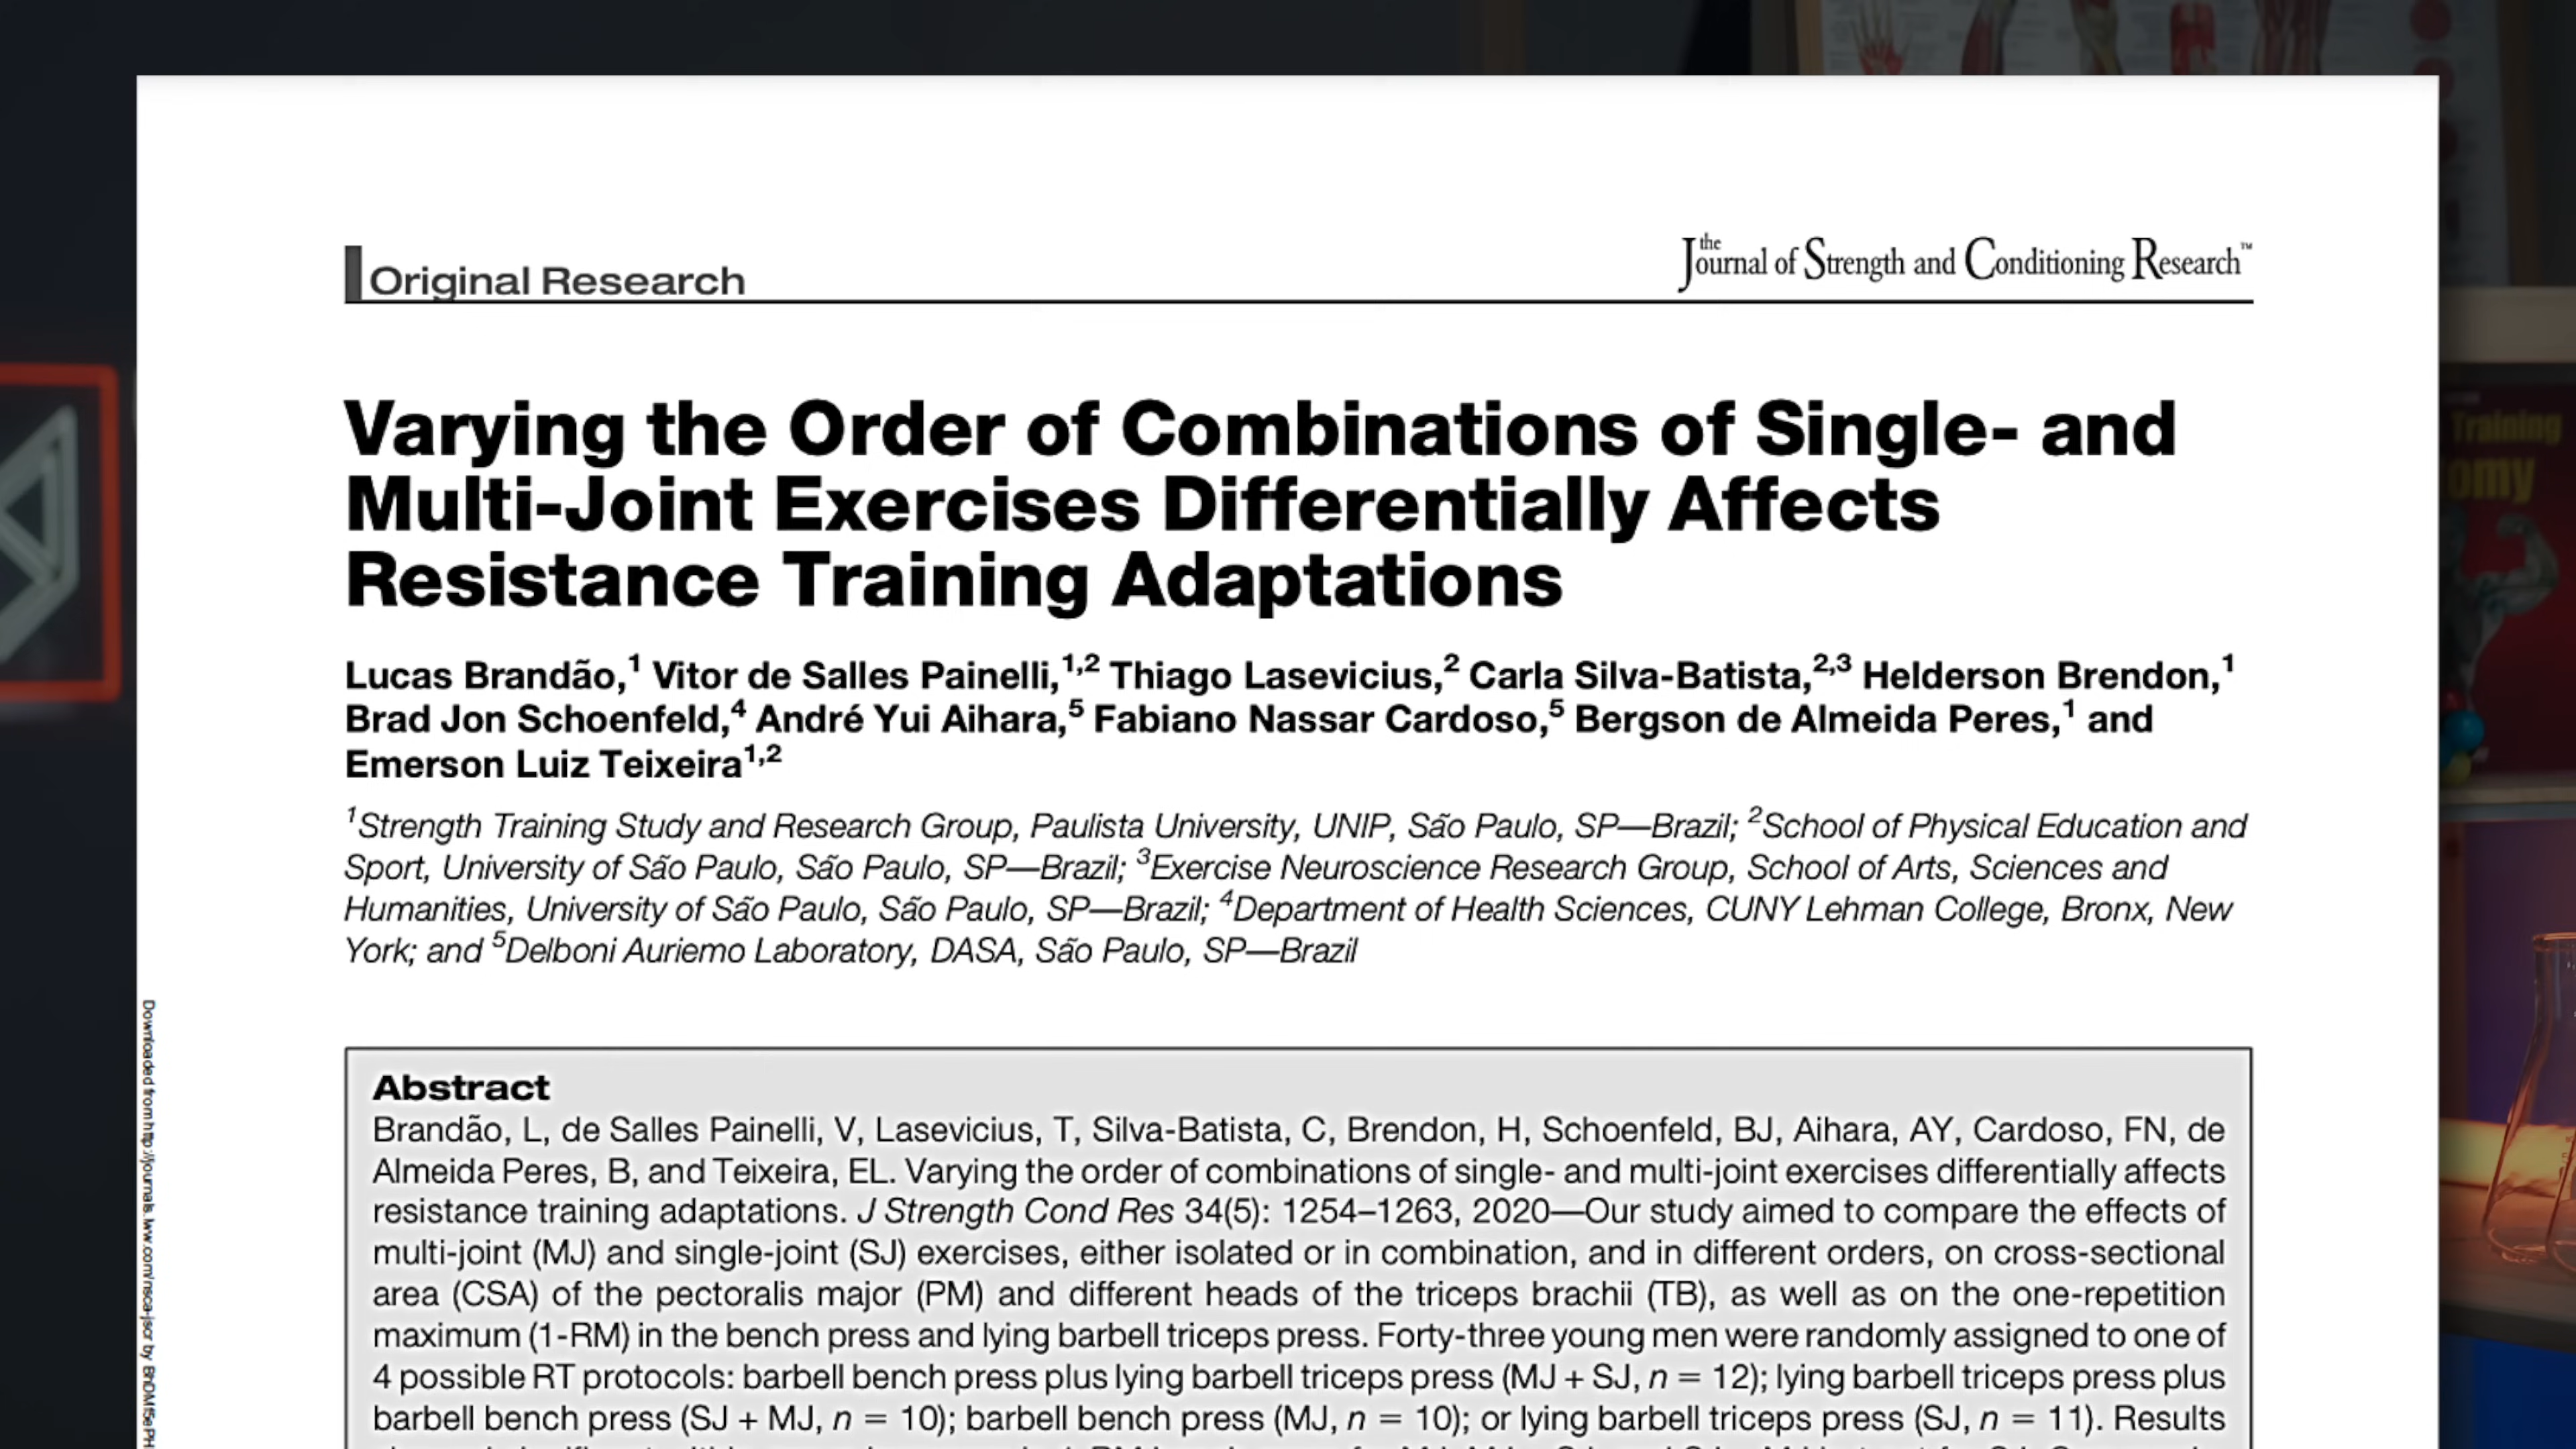 Original Research
the Journal of Strength and Conditioning Research™
Varying the Order of Combinations of Single- and
Multi-Joint Exercises Differentially Affects
Resistance Training Adaptations
Lucas Brandão,1 Vitor de Salles Painelli,1,2 Thiago Lasevicius,2 Carla Silva-Batista,2,3 Helderson Brendon,1
Brad Jon Schoenfeld,4 André Yui Aihara,5 Fabiano Nassar Cardoso,5 Bergson de Almeida Peres,1 and
Emerson Luiz Teixeira1,2
1Strength Training Study and Research Group, Paulista University, UNIP, São Paulo, SP—Brazil; 2School of Physical Education and
Sport, University of São Paulo, São Paulo, SP—Brazil; 3Exercise Neuroscience Research Group, School of Arts, Sciences and
Humanities, University of São Paulo, São Paulo, SP—Brazil; 4Department of Health Sciences, CUNY Lehman College, Bronx, New
York; and 5Delboni Auriemo Laboratory, DASA, São Paulo, SP—Brazil
Abstract
Brandão, L, de Salles Painelli, V, Lasevicius, T, Silva-Batista, C, Brendon, H, Schoenfeld, BJ, Aihara, AY, Cardoso, FN, de
Almeida Peres, B, and Teixeira, EL. Varying the order of combinations of single- and multi-joint exercises differentially affects
resistance training adaptations. J Strength Cond Res 34(5): 1254–1263, 2020—Our study aimed to compare the effects of
multi-joint (MJ) and single-joint (SJ) exercises, either isolated or in combination, and in different orders, on cross-sectional
area (CSA) of the pectoralis major (PM) and different heads of the triceps brachii (TB), as well as on the one-repetition
maximum (1-RM) in the bench press and lying barbell triceps press. Forty-three young men were randomly assigned to one of
4 possible RT protocols: barbell bench press plus lying barbell triceps press (MJ + SJ, n = 12); lying barbell triceps press plus
barbell bench press (SJ + MJ, n = 10); barbell bench press (MJ, n = 10); or lying barbell triceps press (SJ, n = 11). Results
Downloaded from http://journals.lww.com/nsca-jscr by
Training